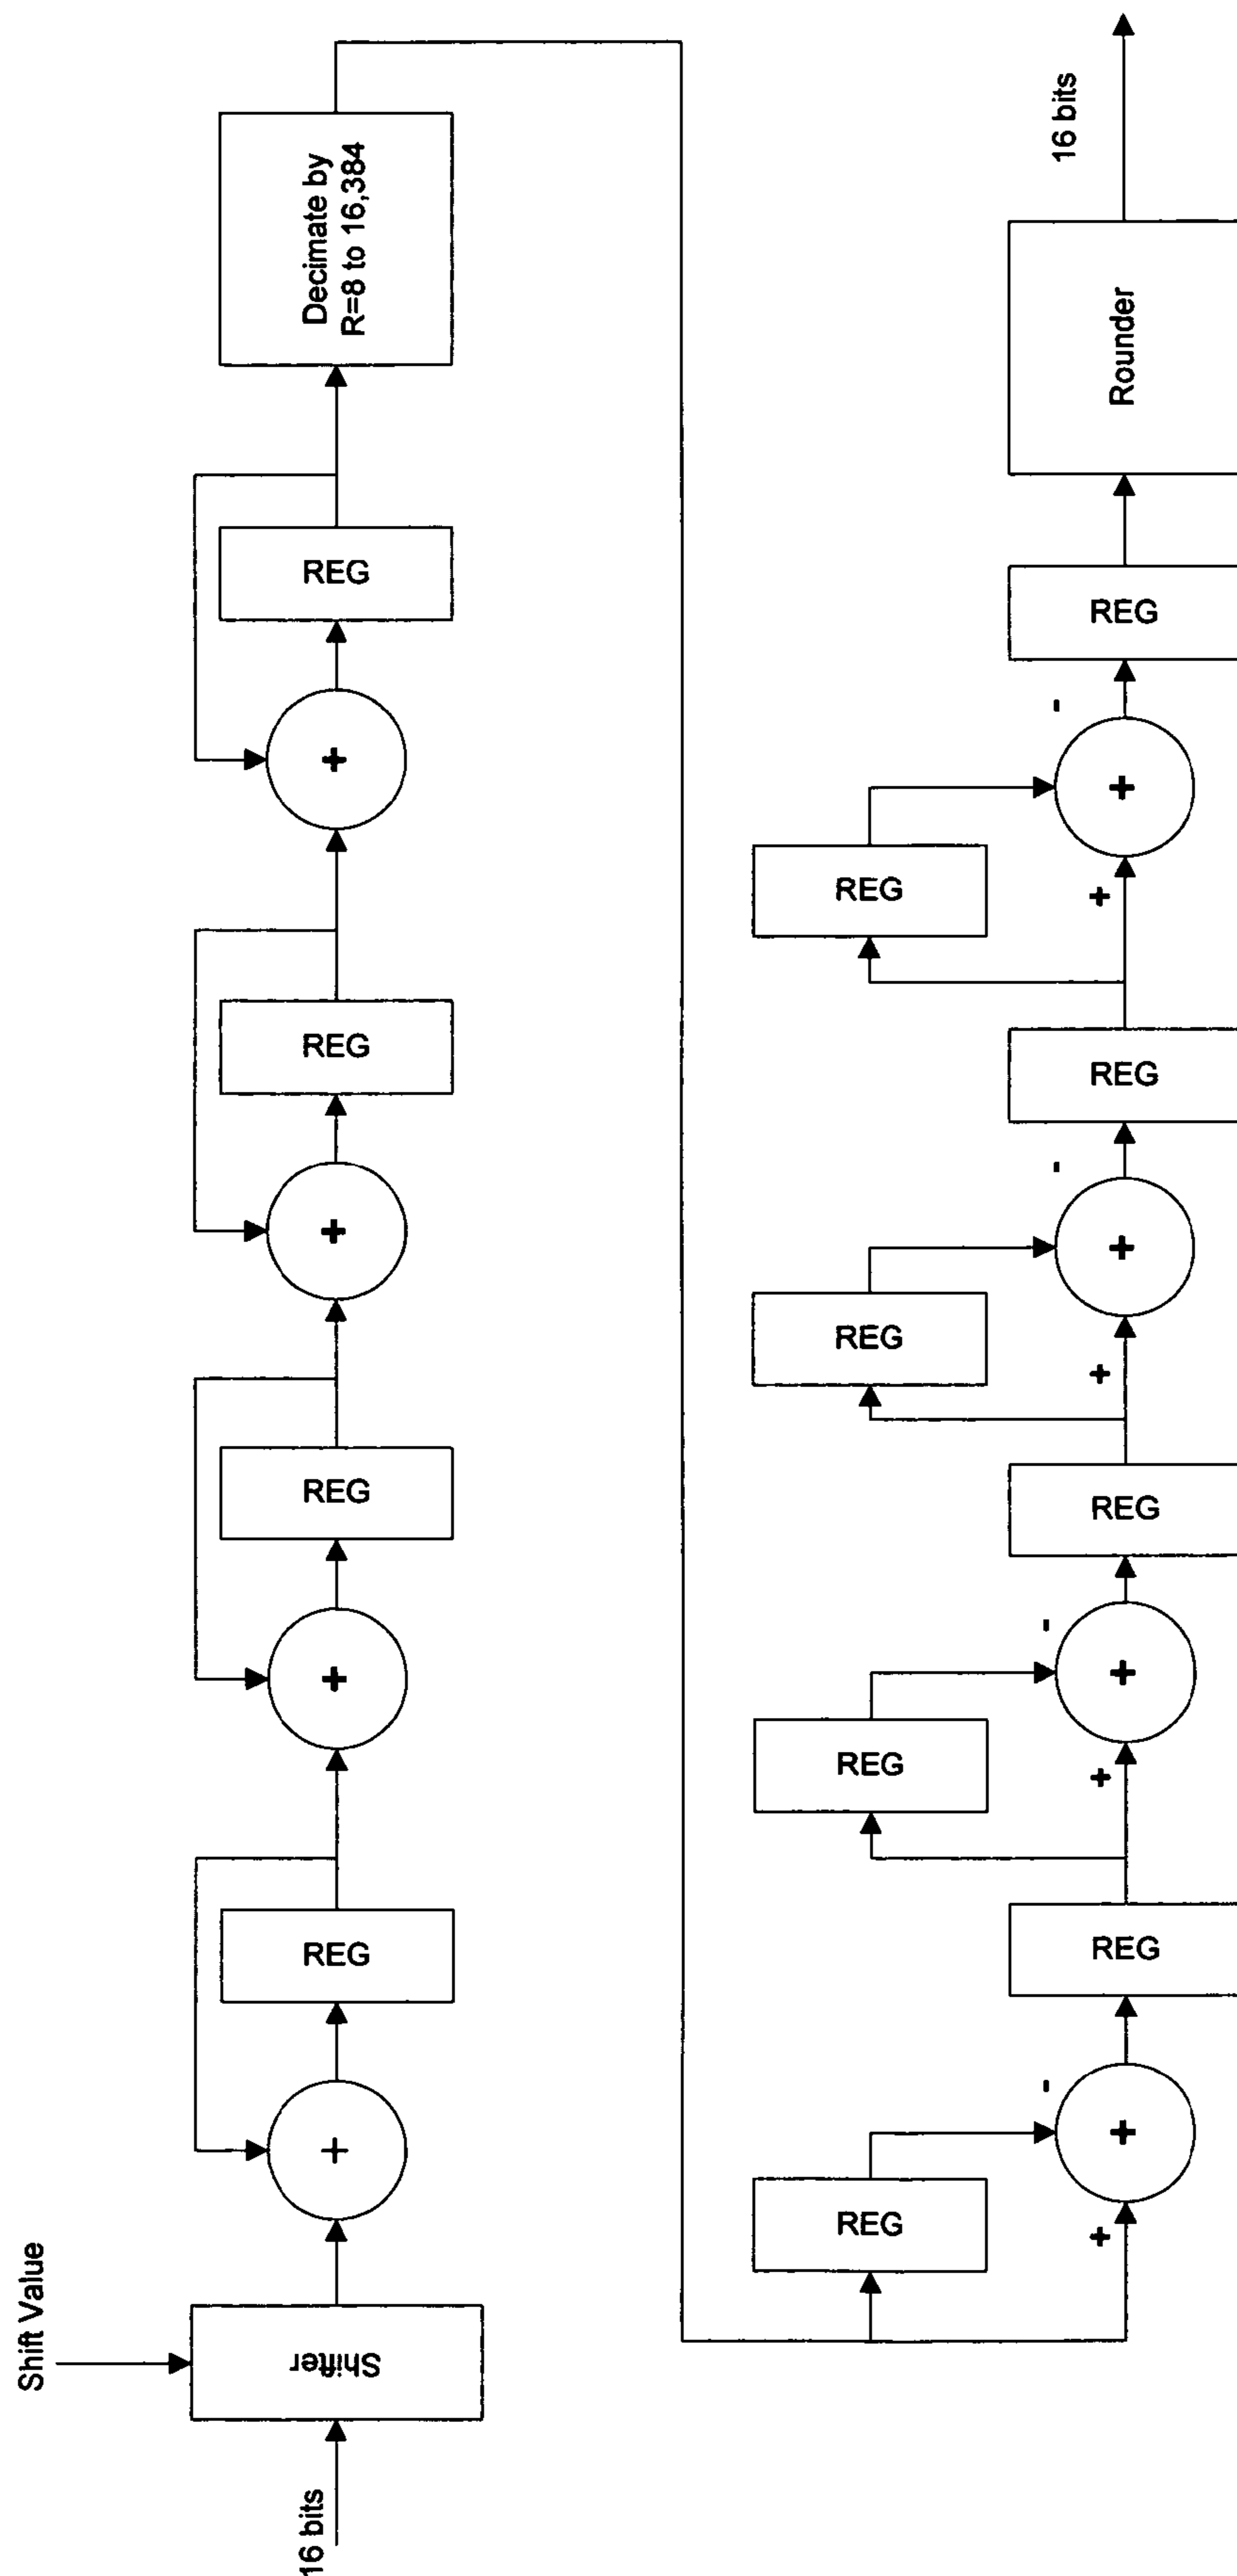 16 bits
Shift Value
Shifter
+
REG
+
REG
+
REG
+
REG
Decimate by
R=8 to 16,384
REG
+
-
+
REG
REG
+
-
+
REG
REG
+
-
+
REG
REG
+
-
+
REG
Rounder
16 bits